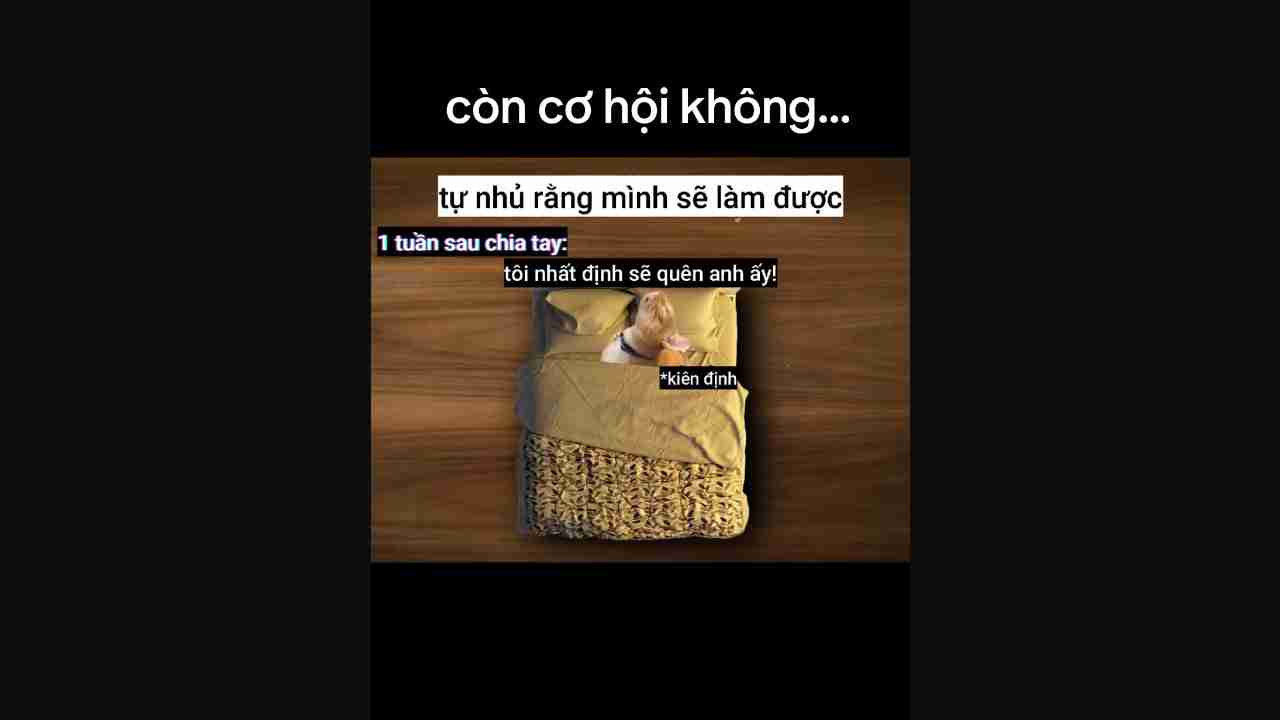 còn cơ hội không...
tự nhủ rằng mình sẽ làm được
1 tuần sau chia tay:
tôi nhất định sẽ quên anh ấy!
*kiên định